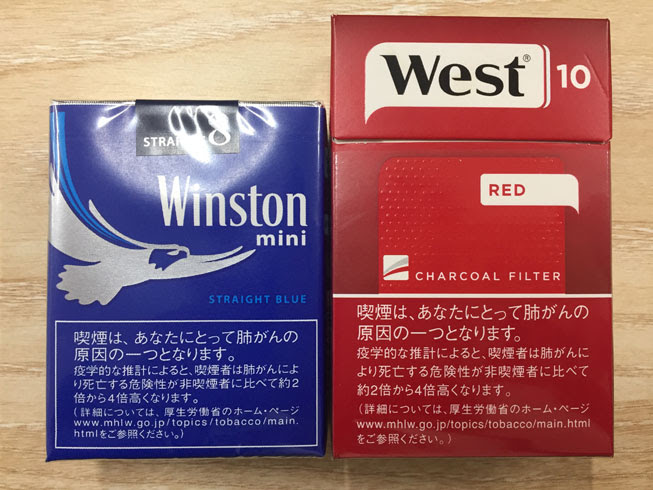 STRAI 8
Winston
mini
STRAIGHT BLUE
喫煙は、あなたにとって肺がんの
原因の一つとなります。
疫学的な推計によると、喫煙者は肺がんによ
り死亡する危険性が非喫煙者に比べて約2
倍から4倍高くなります。
(詳細については、厚生労働省のホーム・ページ
www.mhlw.go.jp/topics/tobacco/main.
htmlをご参照ください。)
West® 10
RED
CHARCOAL FILTER
喫煙は、あなたにとって肺がんの
原因の一つとなります。
疫学的な推計によると、喫煙者は肺がんに
より死亡する危険性が非喫煙者に比べて
約2倍から4倍高くなります。
(詳細については、厚生労働省のホーム・ページ
www.mhlw.go.jp/topics/tobacco/main.html
をご参照ください。)